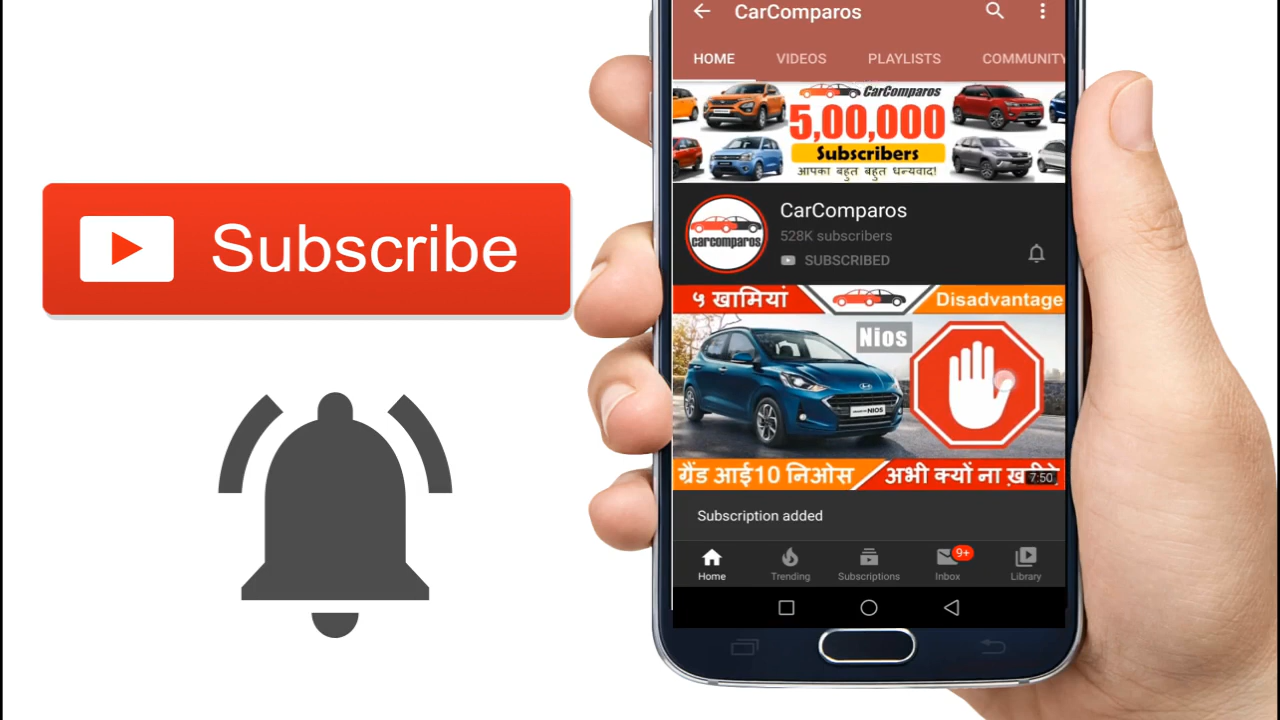 Subscribe
CarComparos
HOME VIDEOS PLAYLISTS COMMUNITY
CarComparos
5,00,000
Subscribers
आपका बहुत बहुत धन्यवाद!
carcomparos
CarComparos
528K subscribers
SUBSCRIBED
५ खामियां
Disadvantage
Nios
NIOS
ग्रैंड आई10 निओस
अभी क्यों ना ख़रीदे
7:50
Subscription added
9+
Home Trending Subscriptions Inbox Library